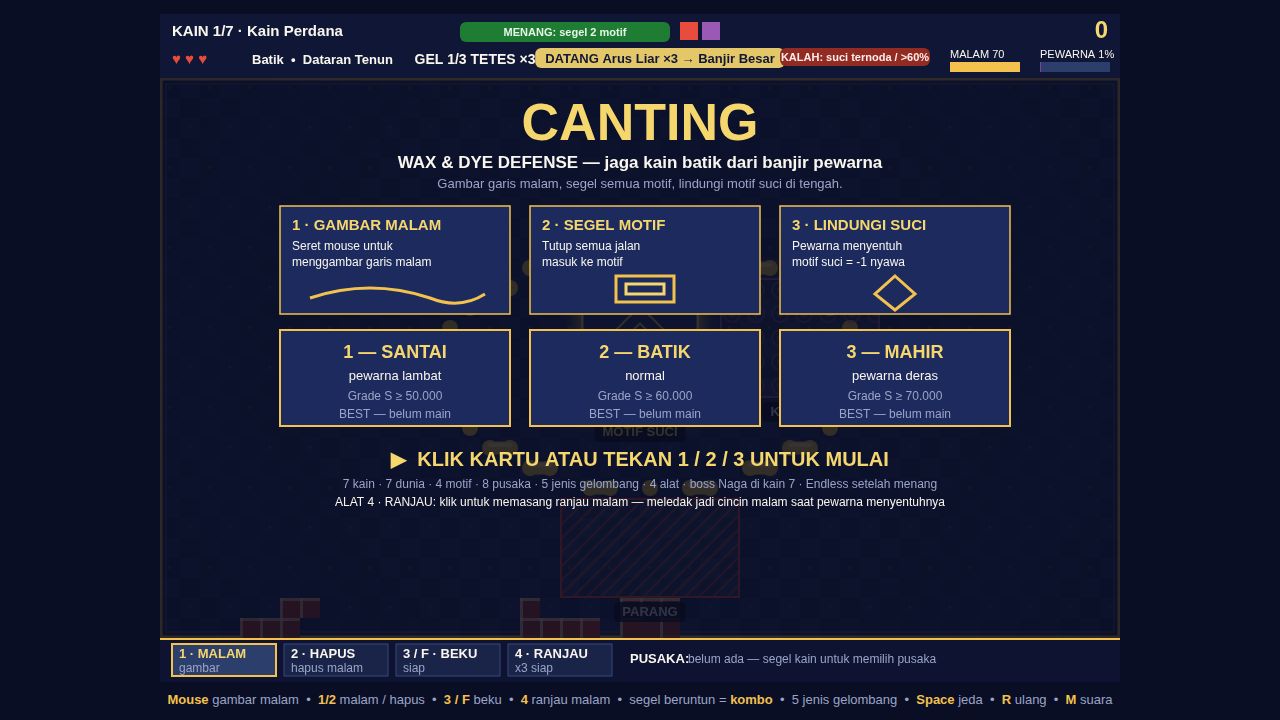 KAIN 1/7 · Kain Perdana
MENANG: segel 2 motif
0
♥ ♥ ♥
Batik • Dataran Tenun
GEL 1/3 TETES ×3
DATANG Arus Liar ×3 → Banjir Besar
KALAH: suci ternoda / >60%
MALAM 70
PEWARNA 1%
CANTING
WAX & DYE DEFENSE — jaga kain batik dari banjir pewarna
Gambar garis malam, segel semua motif, lindungi motif suci di tengah.
1 · GAMBAR MALAM
Seret mouse untuk
menggambar garis malam
2 · SEGEL MOTIF
Tutup semua jalan
masuk ke motif
3 · LINDUNGI SUCI
Pewarna menyentuh
motif suci = -1 nyawa
1 — SANTAI
pewarna lambat
Grade S ≥ 50.000
BEST — belum main
2 — BATIK
normal
Grade S ≥ 60.000
BEST — belum main
3 — MAHIR
pewarna deras
Grade S ≥ 70.000
BEST — belum main
MOTIF SUCI
▶ KLIK KARTU ATAU TEKAN 1 / 2 / 3 UNTUK MULAI
7 kain · 7 dunia · 4 motif · 8 pusaka · 5 jenis gelombang · 4 alat · boss Naga di kain 7 · Endless setelah menang
ALAT 4 · RANJAU: klik untuk memasang ranjau malam — meledak jadi cincin malam saat pewarna menyentuhnya
PARANG
1 · MALAM
gambar
2 · HAPUS
hapus malam
3 / F · BEKU
siap
4 · RANJAU
x3 siap
PUSAKA: belum ada — segel kain untuk memilih pusaka
Mouse gambar malam • 1/2 malam / hapus • 3 / F beku • 4 ranjau malam • segel beruntun = kombo • 5 jenis gelombang • Space jeda • R ulang • M suara